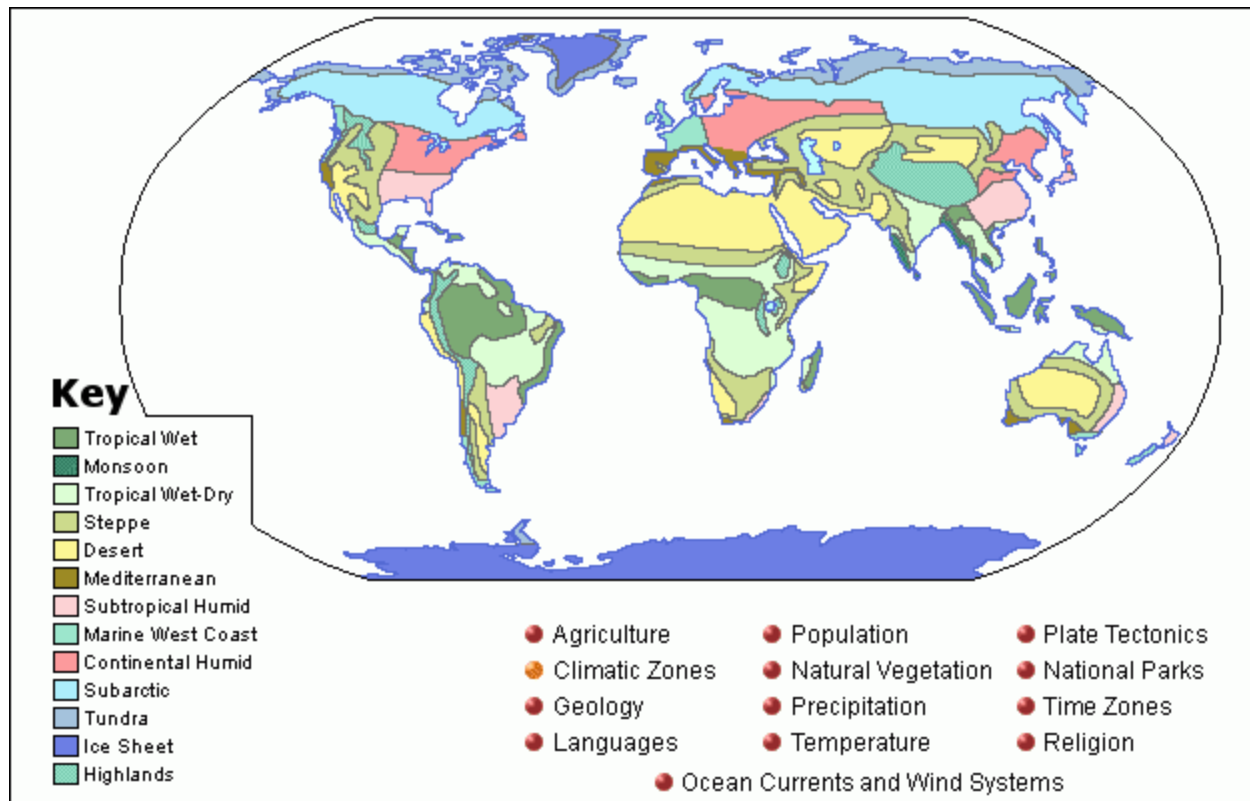 Key
Tropical Wet
Monsoon
Tropical Wet-Dry
Steppe
Desert
Mediterranean
Subtropical Humid
Marine West Coast
Continental Humid
Subarctic
Tundra
Ice Sheet
Highlands
Agriculture Population Plate Tectonics
Climatic Zones Natural Vegetation National Parks
Geology Precipitation Time Zones
Languages Temperature Religion
Ocean Currents and Wind Systems